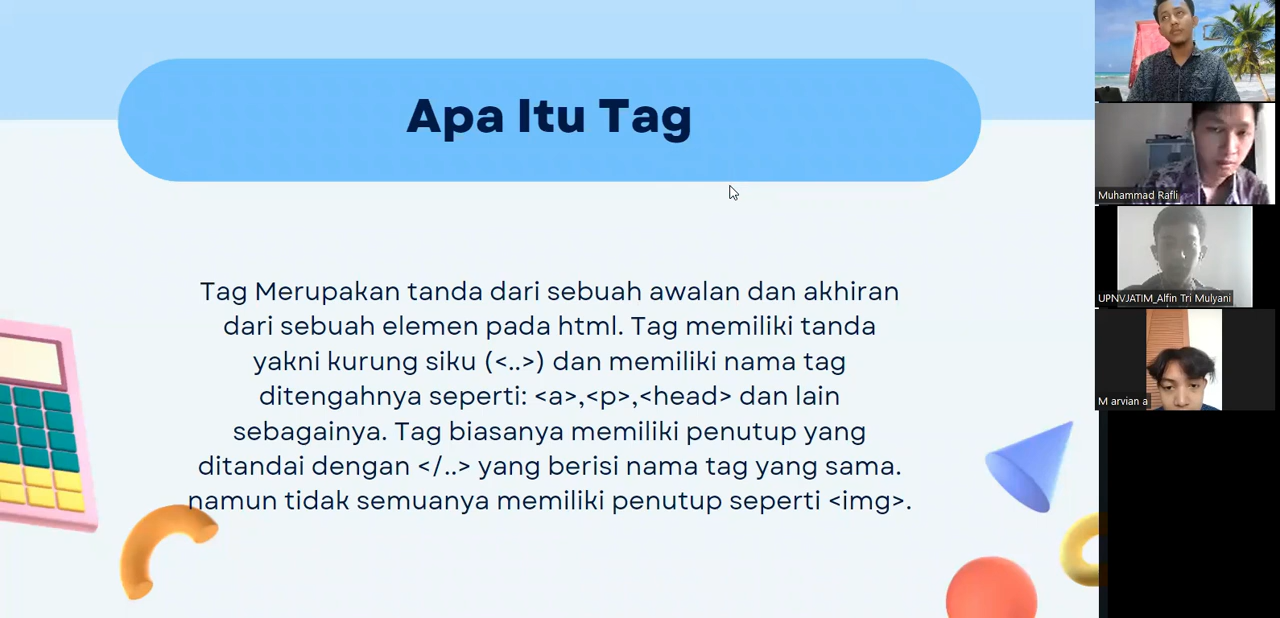 Apa Itu Tag
Tag Merupakan tanda dari sebuah awalan dan akhiran
dari sebuah elemen pada html. Tag memiliki tanda
yakni kurung siku (<..>) dan memiliki nama tag
ditengahnya seperti: <a>,<p>,<head> dan lain
sebagainya. Tag biasanya memiliki penutup yang
ditandai dengan </..> yang berisi nama tag yang sama.
namun tidak semuanya memiliki penutup seperti <img>.
Muhammad Rafli
UPNVJATIM_Alfin Tri Mulyani
M arvian a